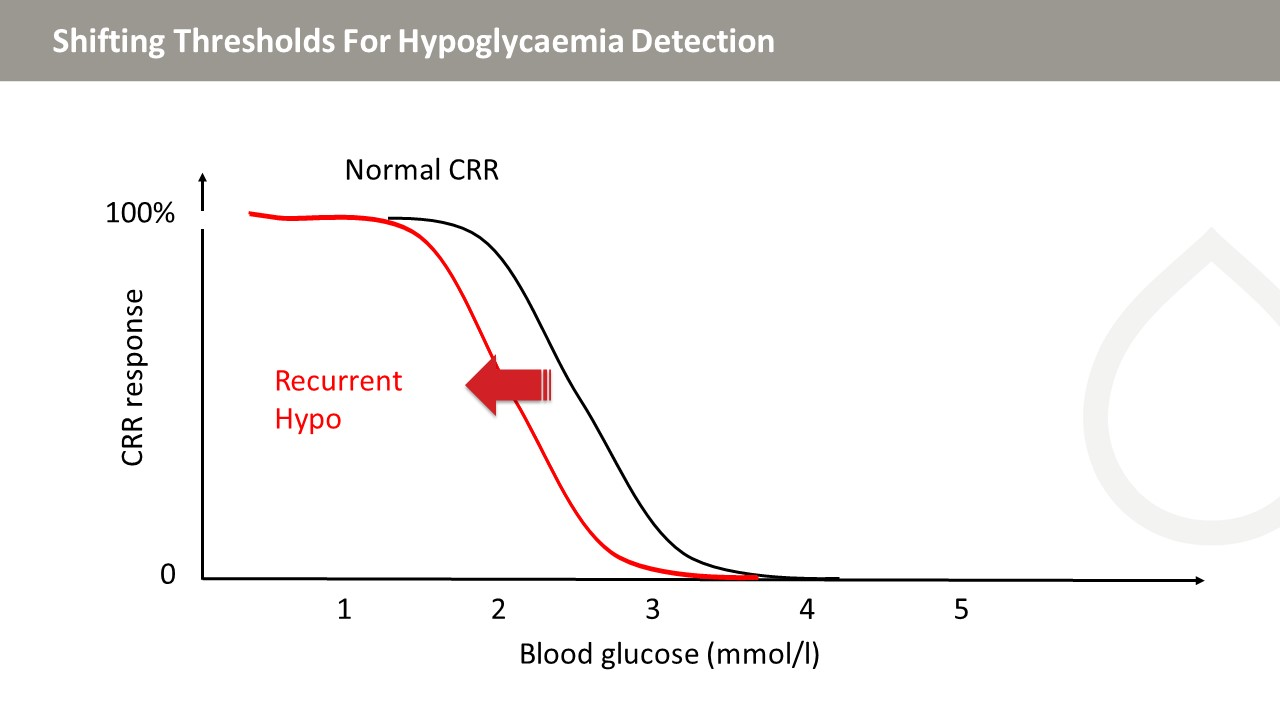 Shifting Thresholds For Hypoglycaemia Detection
Normal CRR
100%
CRR response
Recurrent
Hypo
0
1 2 3 4 5
Blood glucose (mmol/l)